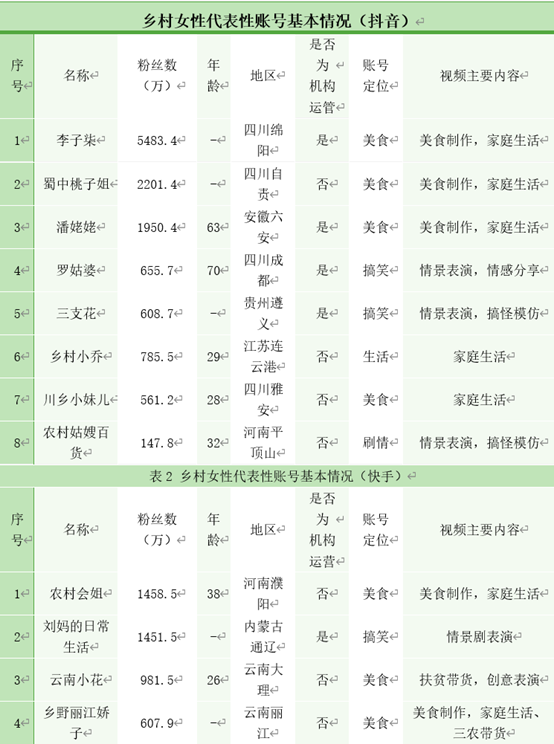 乡村女性代表性账号基本情况（抖音）
序号 名称 粉丝数（万） 年龄 地区 是否为机构运管 账号定位 视频主要内容
1 李子柒 5483.4 — 四川绵阳 是 美食 美食制作，家庭生活
2 蜀中桃子姐 2201.4 — 四川自责 否 美食 美食制作，家庭生活
3 潘姥姥 1950.4 63 安徽六安 是 美食 美食制作，家庭生活
4 罗姑婆 655.7 70 四川成都 是 搞笑 情景表演，情感分享
5 三支花 608.7 — 贵州遵义 是 搞笑 情景表演，搞怪模仿
6 乡村小乔 785.5 29 江苏连云港 否 生活 家庭生活
7 川乡小妹儿 561.2 28 四川雅安 否 美食 家庭生活
8 农村姑嫂百货 147.8 32 河南平顶山 否 刷情 情景表演，搞怪模仿
表 2 乡村女性代表性账号基本情况（快手）
序号 名称 粉丝数（万） 年龄 地区 是否为机构运营 账号定位 视频主要内容
1 农村会姐 1458.5 38 河南濮阳 否 美食 美食制作，家庭生活
2 刘妈的日常生活 1451.5 — 内蒙古通辽 是 搞笑 情景剧表演
3 云南小花 981.5 26 云南大理 否 美食 扶贫带货，创意表演
4 乡野丽江娇子 607.9 — 云南丽江 否 美食 美食制作，家庭生活、三农带货